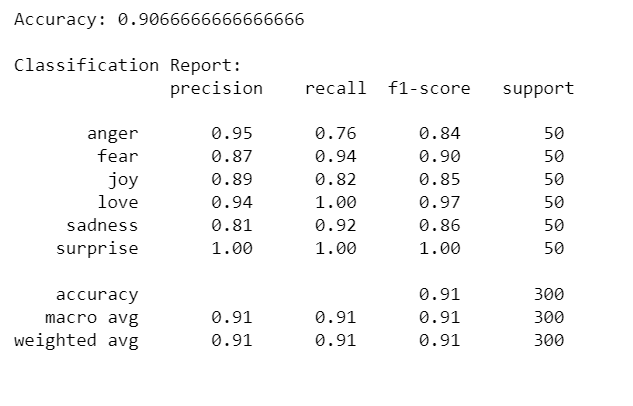 Accuracy: 0.9066666666666666
Classification Report:
precision recall f1-score support
anger 0.95 0.76 0.84 50
fear 0.87 0.94 0.90 50
joy 0.89 0.82 0.85 50
love 0.94 1.00 0.97 50
sadness 0.81 0.92 0.86 50
surprise 1.00 1.00 1.00 50
accuracy 0.91 300
macro avg 0.91 0.91 0.91 300
weighted avg 0.91 0.91 0.91 300